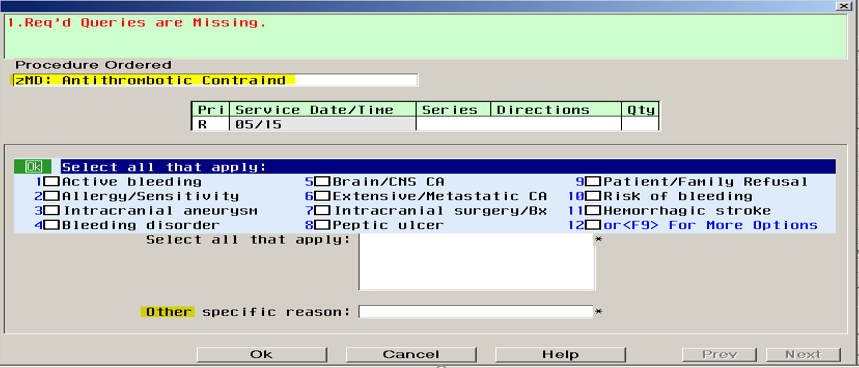 1.Req'd Queries are Missing.
Procedure Ordered
zMD: Antithrombotic Contraind
Pri Service Date/Time Series Directions Qty
R 05/15
Ok Select all that apply:
1 Active bleeding 5 Brain/CNS CA 9 Patient/Family Refusal
2 Allergy/Sensitivity 6 Extensive/Metastatic CA 10 Risk of bleeding
3 Intracranial aneurysm 7 Intracranial surgery/Bx 11 Hemorrhagic stroke
4 Bleeding disorder 8 Peptic ulcer 12 or<F9> For More Options
Select all that apply: *
Other specific reason: *
Ok Cancel Help Prev Next